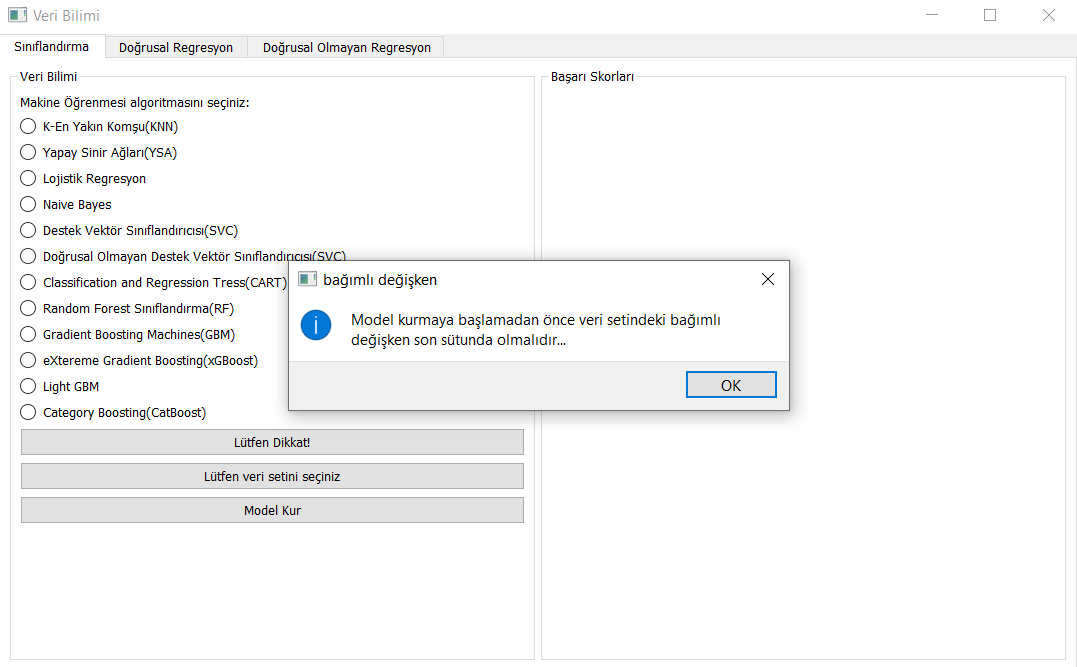 Veri Bilimi
Sınıflandırma
Doğrusal Regresyon
Doğrusal Olmayan Regresyon
Veri Bilimi
Makine Öğrenmesi algoritmasını seçiniz:
K-En Yakın Komşu(KNN)
Yapay Sinir Ağları(YSA)
Lojistik Regresyon
Naive Bayes
Destek Vektör Sınıflandırıcısı(SVC)
Doğrusal Olmayan Destek Vektör Sınıflandırıcısı(SVC)
Classification and Regression Tress(CART)
Random Forest Sınıflandırma(RF)
Gradient Boosting Machines(GBM)
eXtereme Gradient Boosting(xGBoost)
Light GBM
Category Boosting(CatBoost)
Lütfen Dikkat!
Lütfen veri setini seçiniz
Model Kur
Başarı Skorları
bağımlı değişken
Model kurmaya başlamadan önce veri setindeki bağımlı
değişken son sütunda olmalıdır...
OK